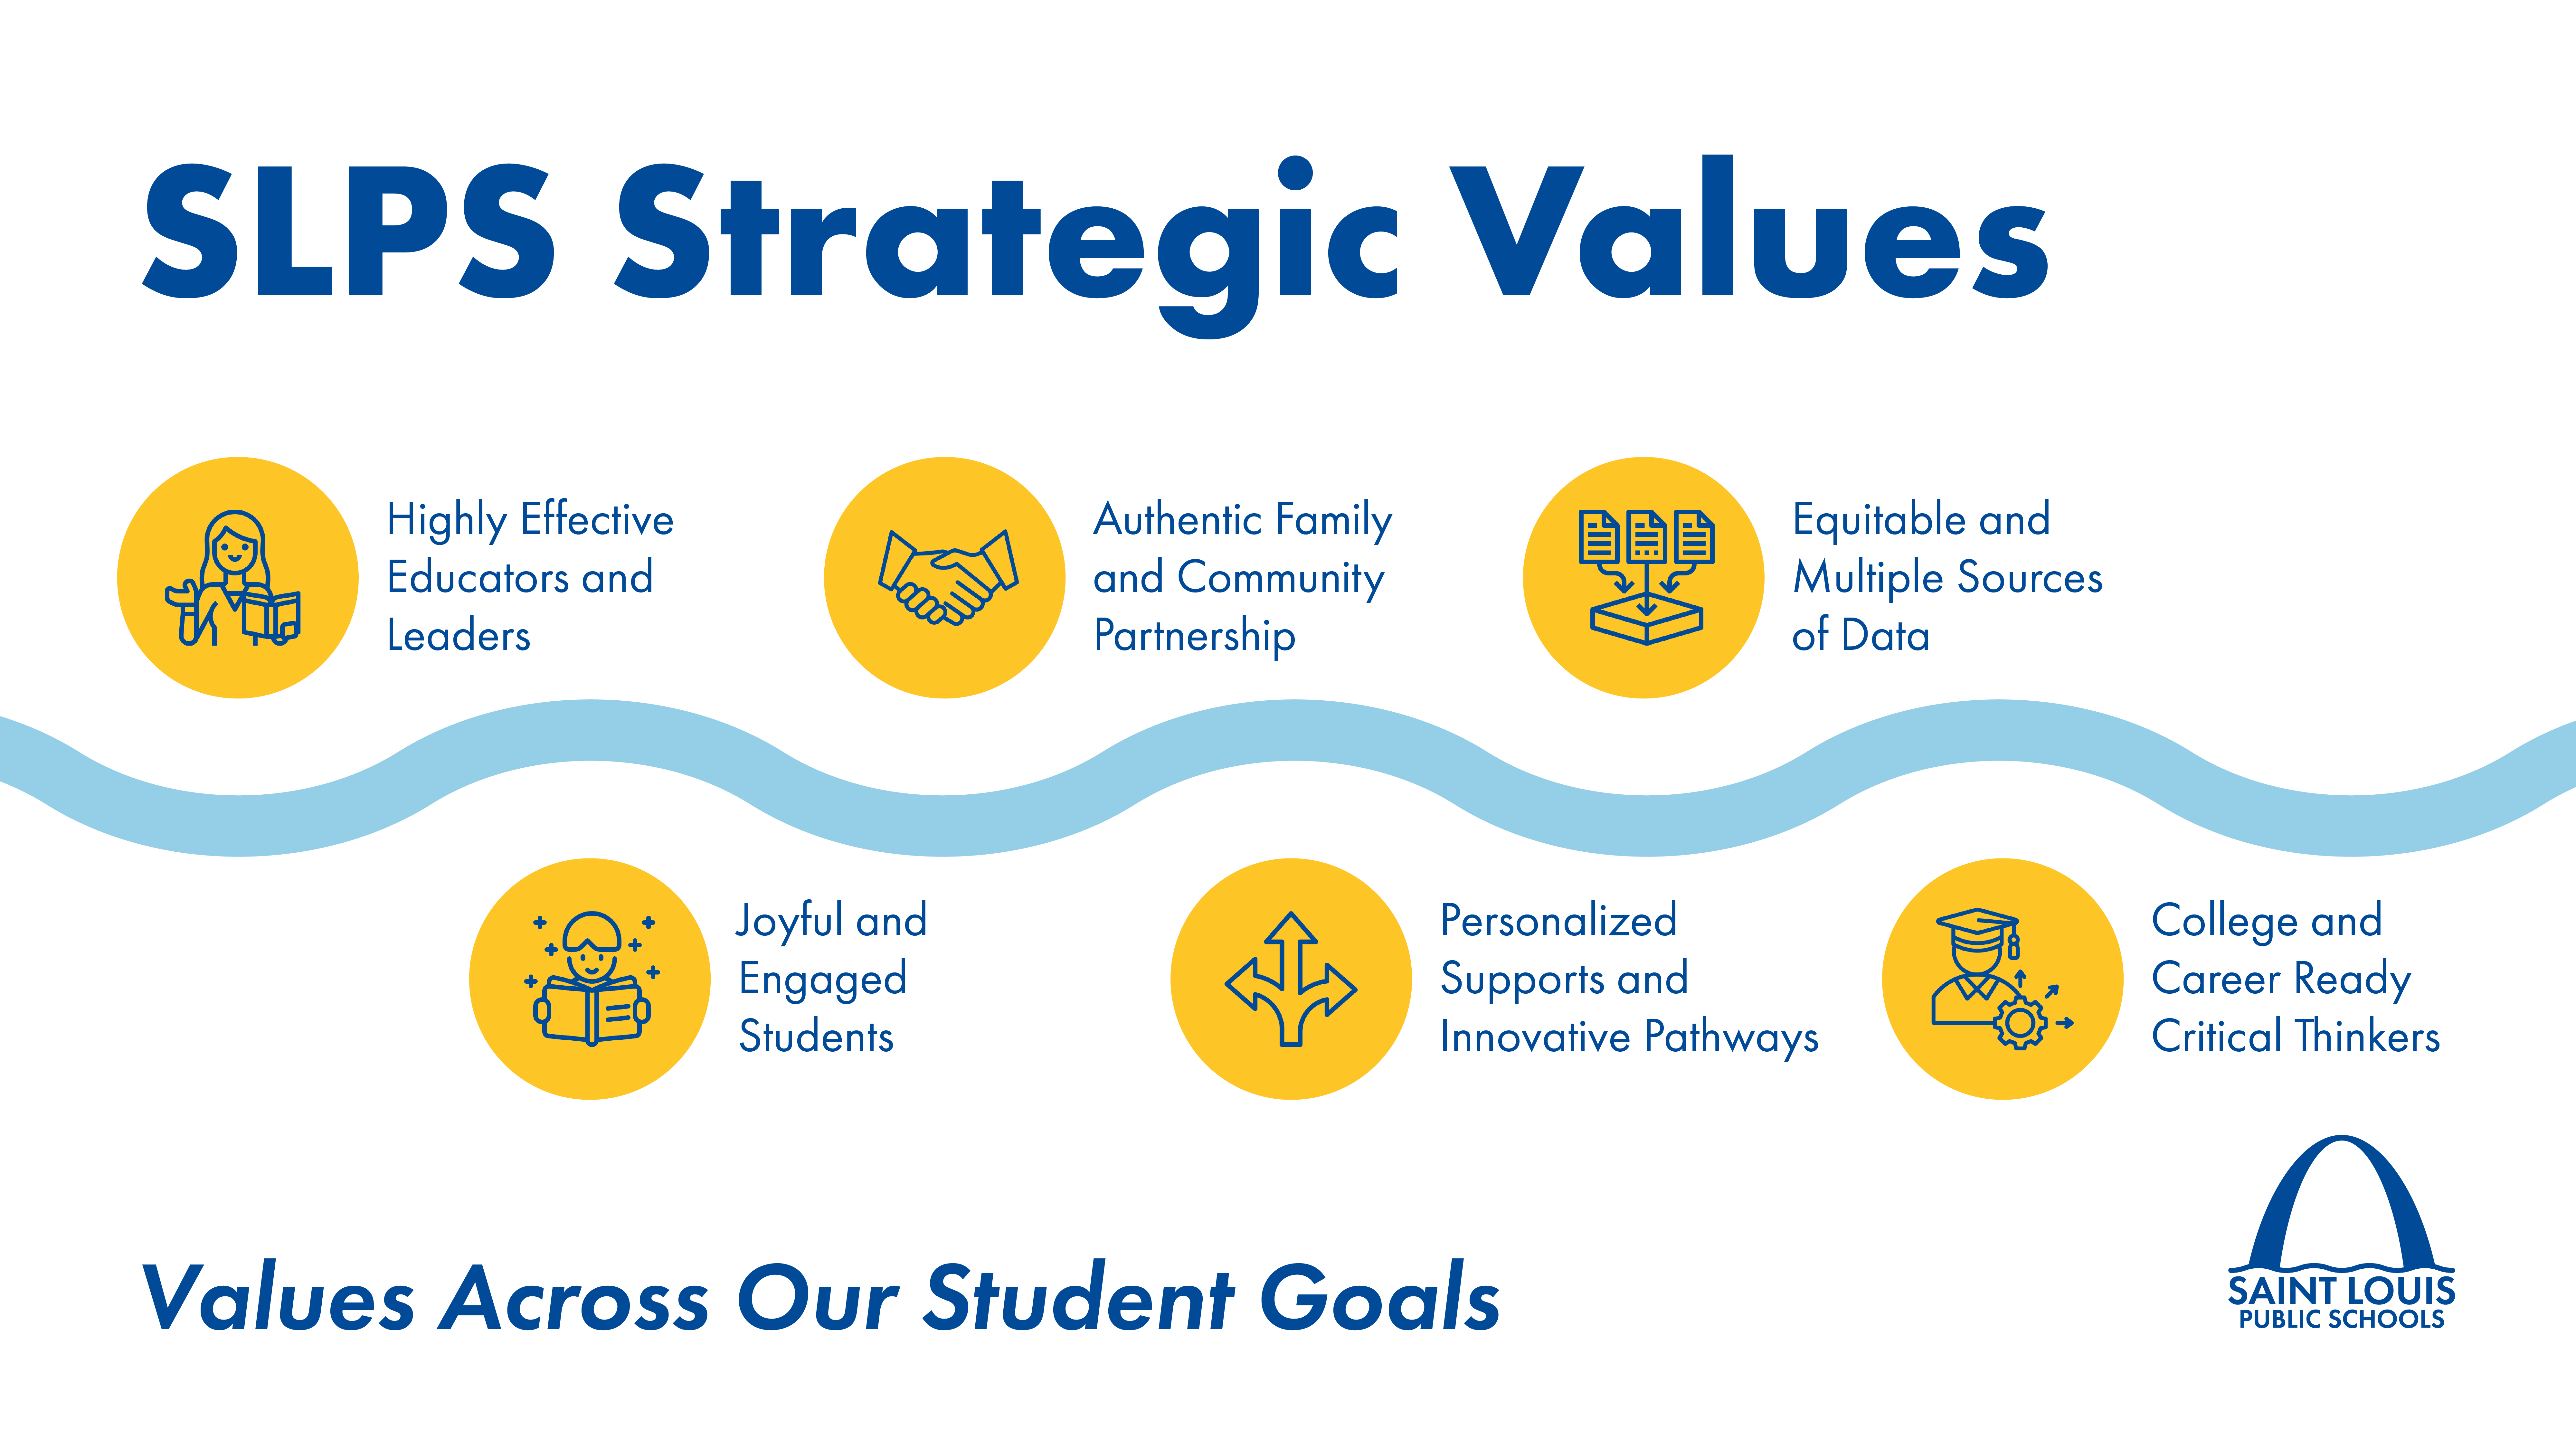 SLPS Strategic Values
Highly Effective
Educators and
Leaders
Authentic Family
and Community
Partnership
Equitable and
Multiple Sources
of Data
Joyful and
Engaged
Students
Personalized
Supports and
Innovative Pathways
College and
Career Ready
Critical Thinkers
Values Across Our Student Goals
SAINT LOUIS
PUBLIC SCHOOLS